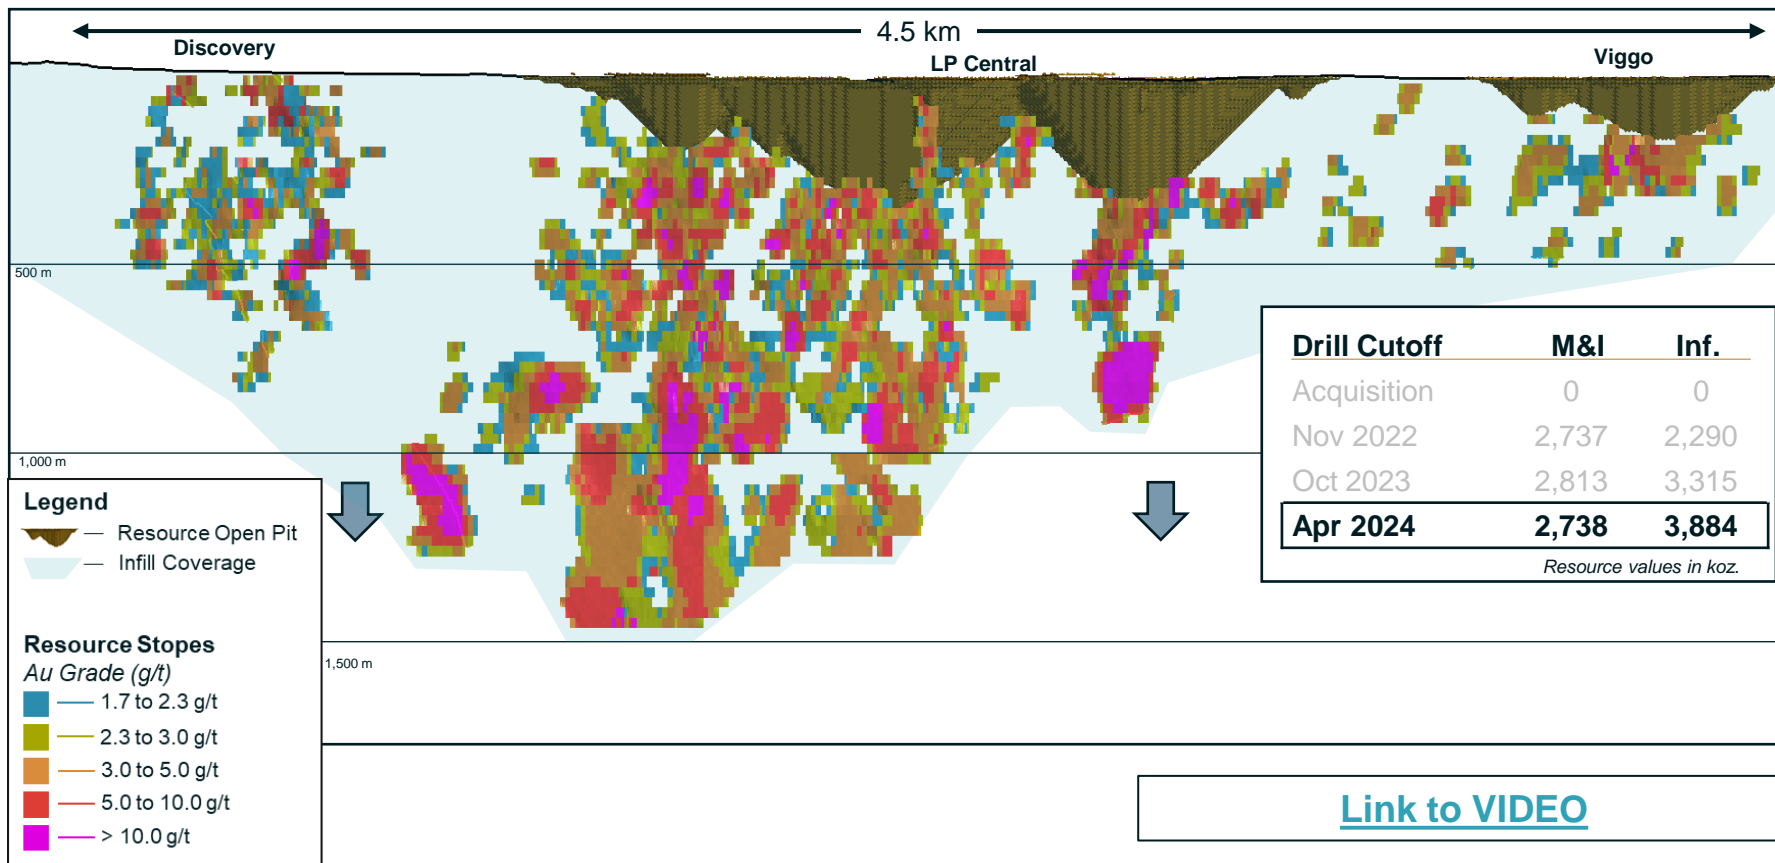 4.5 km
Discovery
LP Central
Viggo
500 m
1,000 m
1,500 m
Drill Cutoff M&I Inf.
Acquisition 0 0
Nov 2022 2,737 2,290
Oct 2023 2,813 3,315
Apr 2024 2,738 3,884
Resource values in koz.
Legend
Resource Open Pit
Infill Coverage
Resource Stopes
Au Grade (g/t)
1.7 to 2.3 g/t
2.3 to 3.0 g/t
3.0 to 5.0 g/t
5.0 to 10.0 g/t
> 10.0 g/t
Link to VIDEO